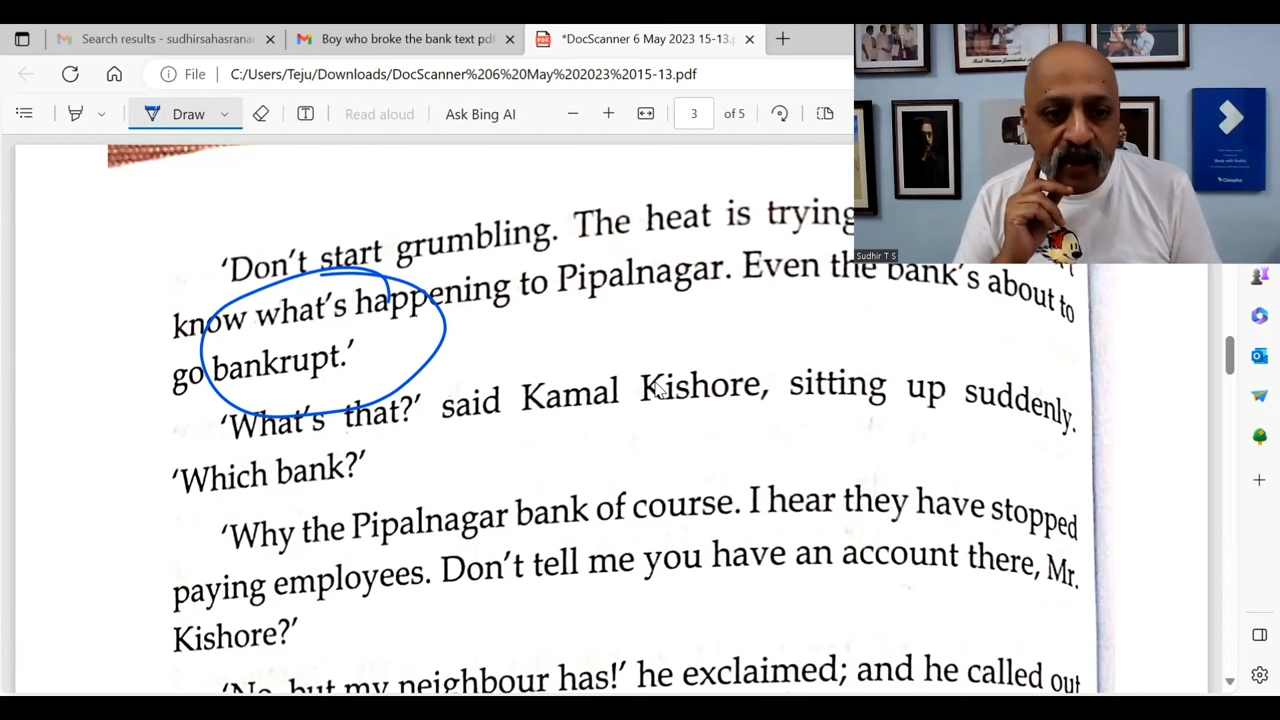 Search results - sudhirsahasrana
Boy who broke the bank text pdf
*DocScanner 6 May 2023 15-13.p
File C:/Users/Teju/Downloads/DocScanner%206%20May%202023%2015-13.pdf
Draw
Read aloud
Ask Bing AI
3 of 5
Sudhir T S
'Don't start grumbling. The heat is trying
know what's happening to Pipalnagar. Even the bank's about to
go bankrupt.'
'What's that?' said Kamal Kishore, sitting up suddenly.
'Which bank?'
'Why the Pipalnagar bank of course. I hear they have stopped
paying employees. Don't tell me you have an account there, Mr.
Kishore?'
'No, but my neighbour has!' he exclaimed; and he called out